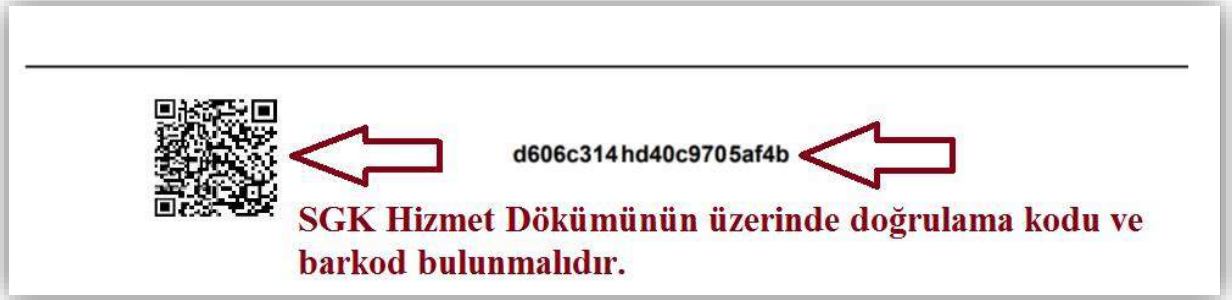 d606c314hd40c9705af4b
SGK Hizmet Dökümünün üzerinde doğrulama kodu ve
barkod bulunmalıdır.